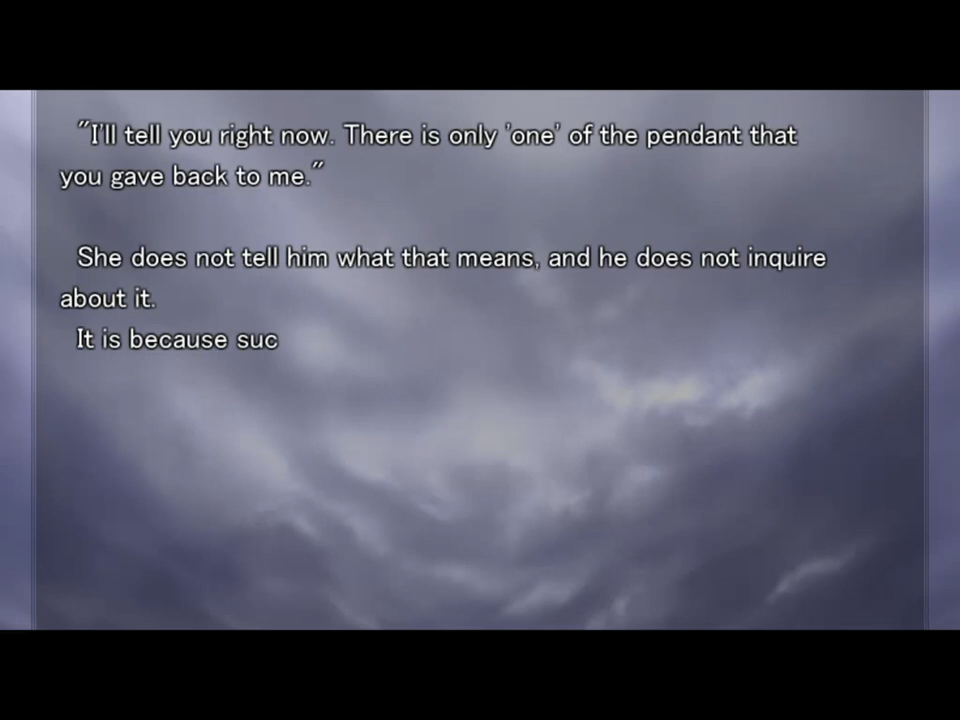 "I'll tell you right now. There is only 'one' of the pendant that
you gave back to me."
She does not tell him what that means, and he does not inquire
about it.
It is because suc